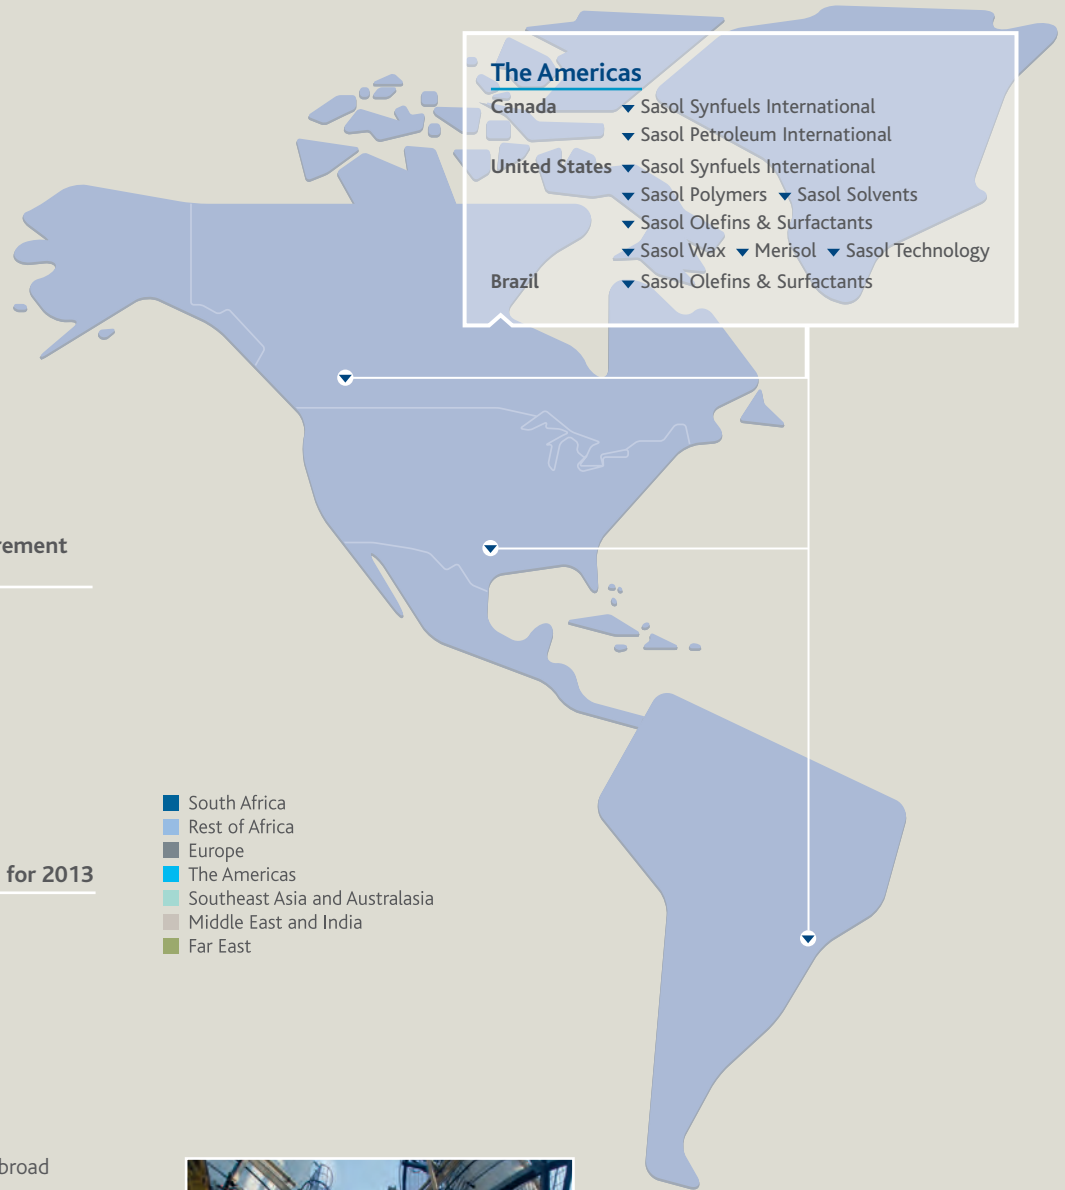 The Americas
Canada ▼ Sasol Synfuels International
▼ Sasol Petroleum International
United States ▼ Sasol Synfuels International
▼ Sasol Polymers ▼ Sasol Solvents
▼ Sasol Olefins & Surfactants
▼ Sasol Wax ▼ Merisol ▼ Sasol Technology
Brazil ▼ Sasol Olefins & Surfactants
South Africa
Rest of Africa
Europe
for 2013
The Americas
Southeast Asia and Australasia
Middle East and India
Far East